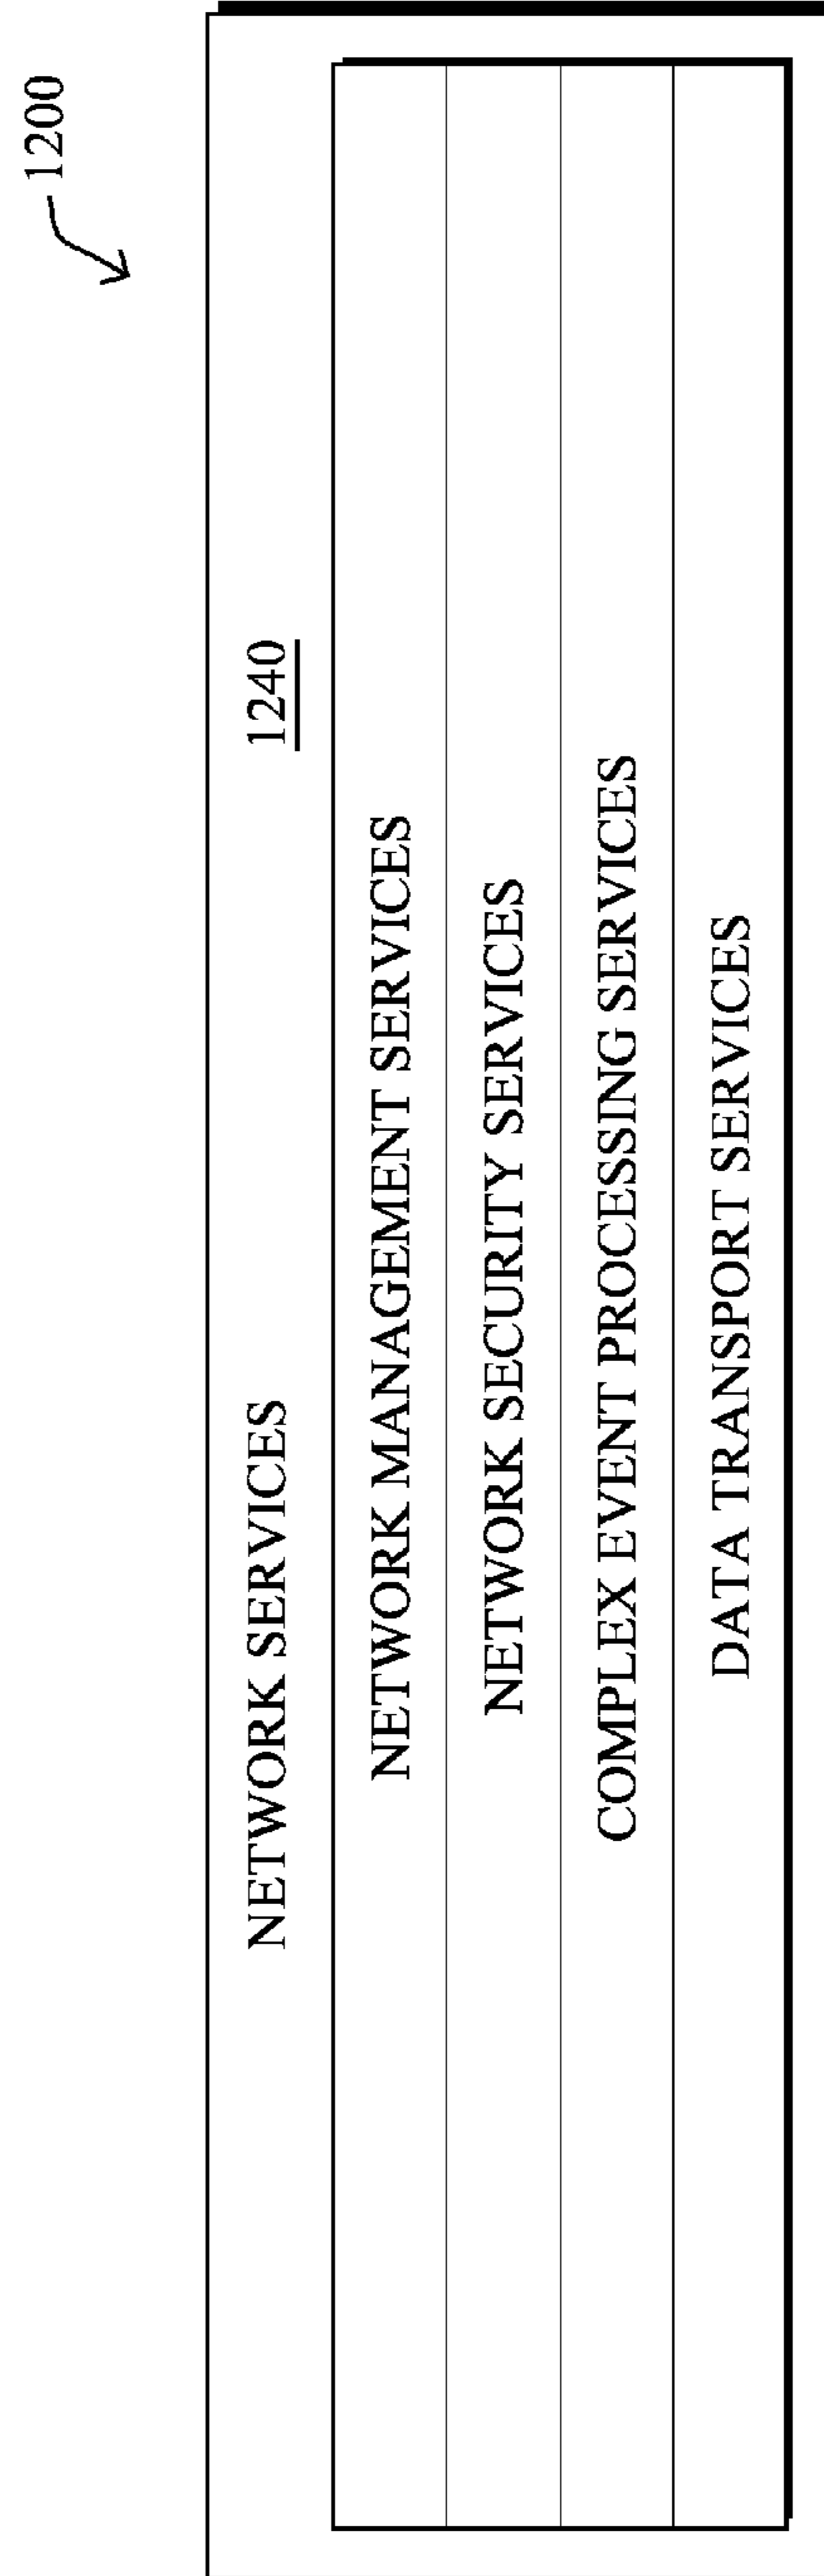 1200
NETWORK SERVICES 1240
NETWORK MANAGEMENT SERVICES
NETWORK SECURITY SERVICES
COMPLEX EVENT PROCESSING SERVICES
DATA TRANSPORT SERVICES